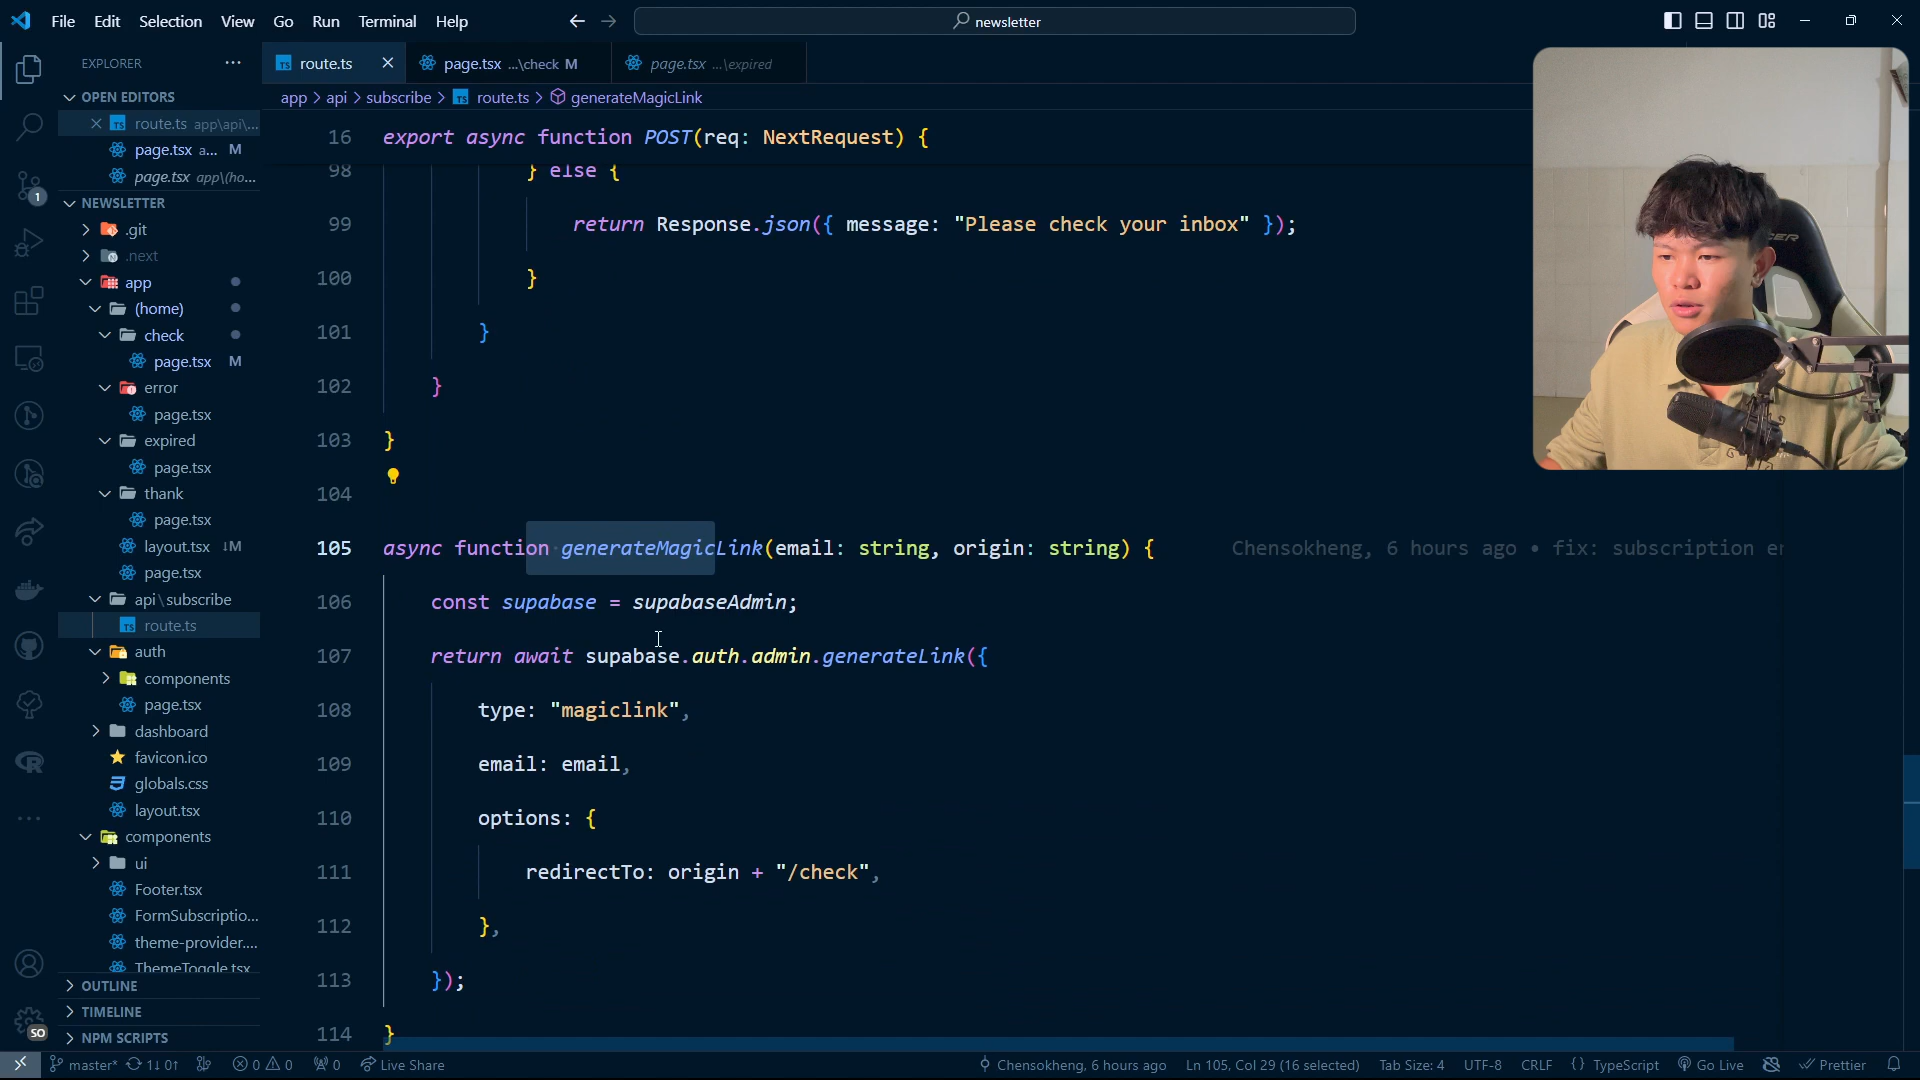 File Edit Selection View Go Run Terminal Help
newsletter
EXPLORER
route.ts
page.tsx ...\check M
page.tsx ...\expired
OPEN EDITORS
app > api > subscribe > route.ts > generateMagicLink
route.ts app\api\...
page.tsx a... M
page.tsx app\(ho...
NEWSLETTER
.git
.next
app
(home)
check
page.tsx M
error
page.tsx
expired
page.tsx
thank
page.tsx
layout.tsx ↓M
page.tsx
api\subscribe
route.ts
auth
components
page.tsx
dashboard
favicon.ico
globals.css
layout.tsx
components
ui
Footer.tsx
FormSubscriptio...
theme-provider....
ThemeToggle.tsx
OUTLINE
TIMELINE
NPM SCRIPTS
16 export async function POST(req: NextRequest) {
98 } else {
99 return Response.json({ message: "Please check your inbox" });
100 }
101 }
102 }
103 }
104
105 async function generateMagicLink(email: string, origin: string) { Chensokheng, 6 hours ago • fix: subscription er
106 const supabase = supabaseAdmin;
107 return await supabase.auth.admin.generateLink({
108 type: "magiclink",
109 email: email,
110 options: {
111 redirectTo: origin + "/check",
112 },
113 });
114 }
1
SO
master* 1↓ 0↑ 0 0 0 Live Share Chensokheng, 6 hours ago Ln 105, Col 29 (16 selected) Tab Size: 4 UTF-8 CRLF {} TypeScript Go Live Prettier